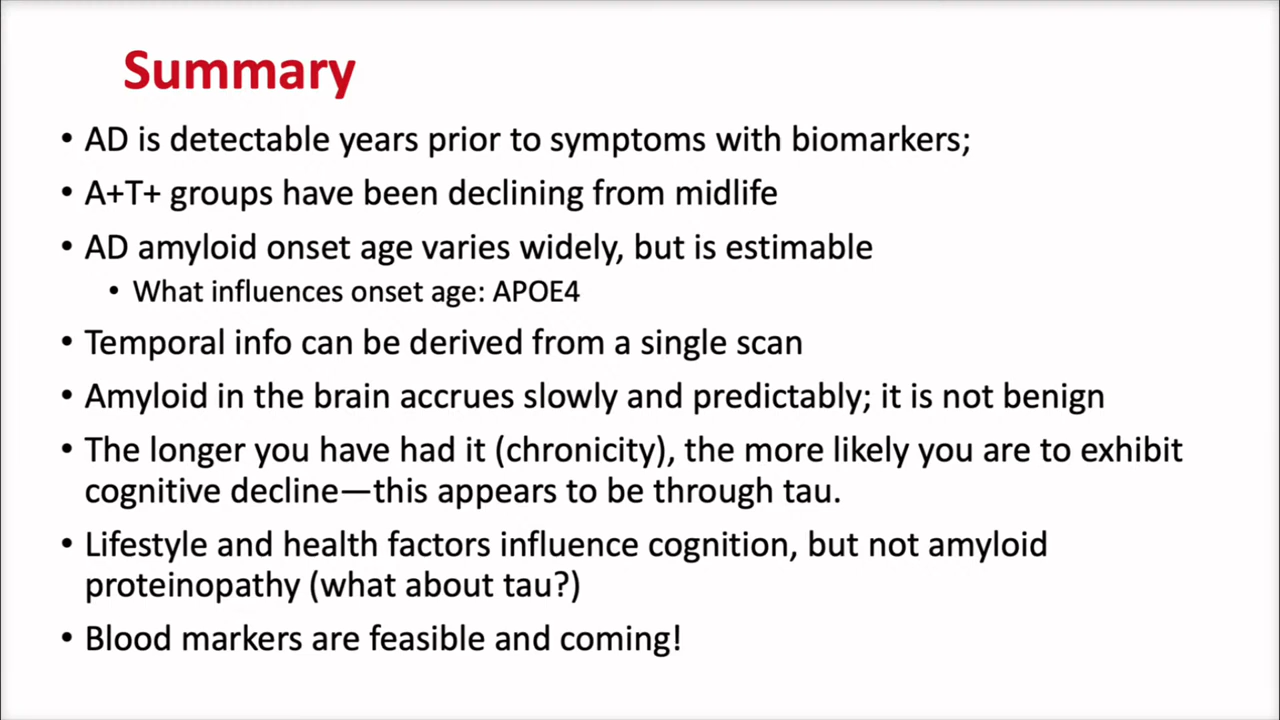 Summary
• AD is detectable years prior to symptoms with biomarkers;
• A+T+ groups have been declining from midlife
• AD amyloid onset age varies widely, but is estimable
• What influences onset age: APOE4
• Temporal info can be derived from a single scan
• Amyloid in the brain accrues slowly and predictably; it is not benign
• The longer you have had it (chronicity), the more likely you are to exhibit
cognitive decline—this appears to be through tau.
• Lifestyle and health factors influence cognition, but not amyloid
proteinopathy (what about tau?)
• Blood markers are feasible and coming!